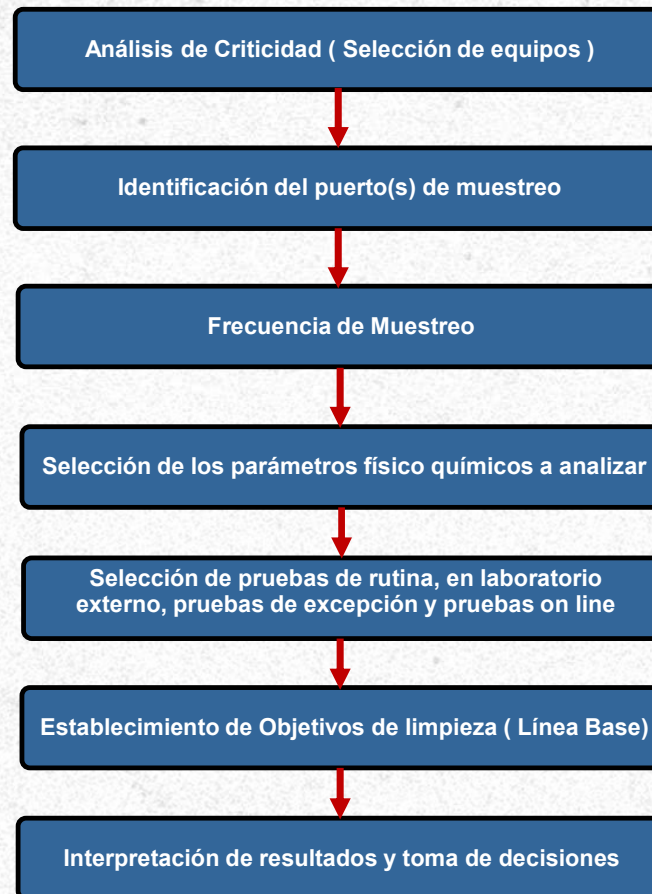 Análisis de Criticidad ( Selección de equipos )
Identificación del puerto(s) de muestreo
Frecuencia de Muestreo
Selección de los parámetros físico químicos a analizar
Selección de pruebas de rutina, en laboratorio
externo, pruebas de excepción y pruebas on line
Establecimiento de Objetivos de limpieza ( Línea Base)
Interpretación de resultados y toma de decisiones